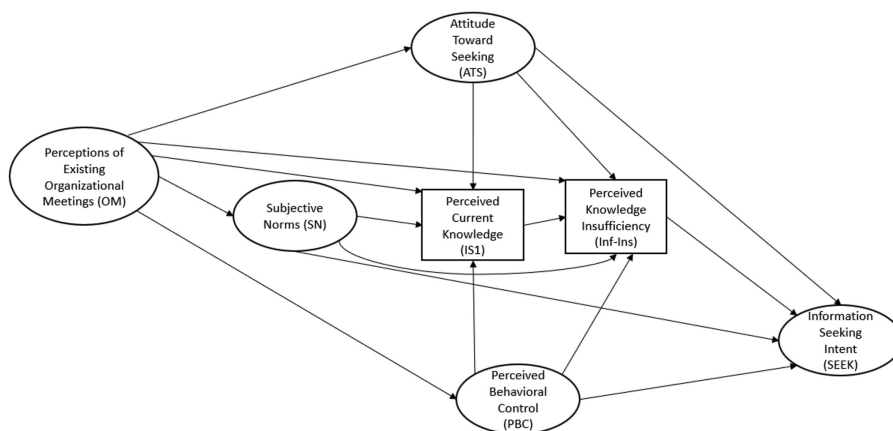 Attitude
Toward
Seeking
(ATS)
Perceptions of
Existing
Organizational
Meetings (OM)
Subjective
Norms (SN)
Perceived
Current
Knowledge
(IS1)
Perceived
Knowledge
Insufficiency
(Inf-Ins)
Information
Seeking
Intent
(SEEK)
Perceived
Behavioral
Control
(PBC)